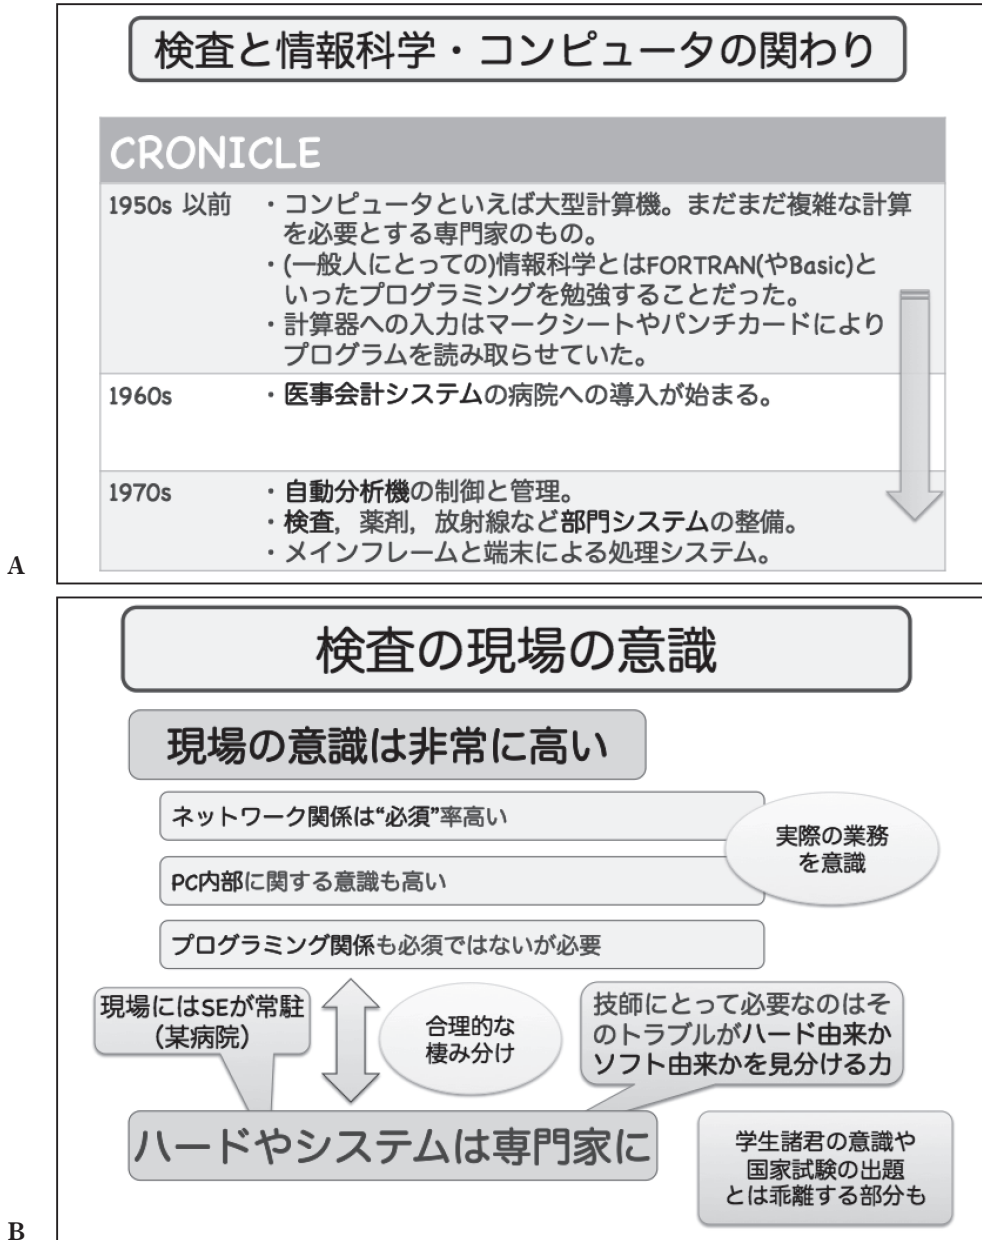 検査と情報科学・コンピュータの関わり
CRONICLE
1950s 以前
・コンピュータといえば大型計算機。まだまだ複雑な計算
を必要とする専門家のもの。
・(一般人にとっての)情報科学とはFORTRAN(やBasic)と
いったプログラミングを勉強することだった。
・計算器への入力はマークシートやパンチカードにより
プログラムを読み取らせていた。
1960s
・医事会計システムの病院への導入が始まる。
1970s
・自動分析機の制御と管理。
・検査，薬剤，放射線など部門システムの整備。
・メインフレームと端末による処理システム。
A
検査の現場の意識
現場の意識は非常に高い
ネットワーク関係は“必須”率高い
PC内部に関する意識も高い
プログラミング関係も必須ではないが必要
実際の業務
を意識
現場にはSEが常駐
(某病院)
合理的な
棲み分け
技師にとって必要なのはそ
のトラブルがハード由来か
ソフト由来かを見分ける力
ハードやシステムは専門家に
学生諸君の意識や
国家試験の出題
とは乖離する部分も
B